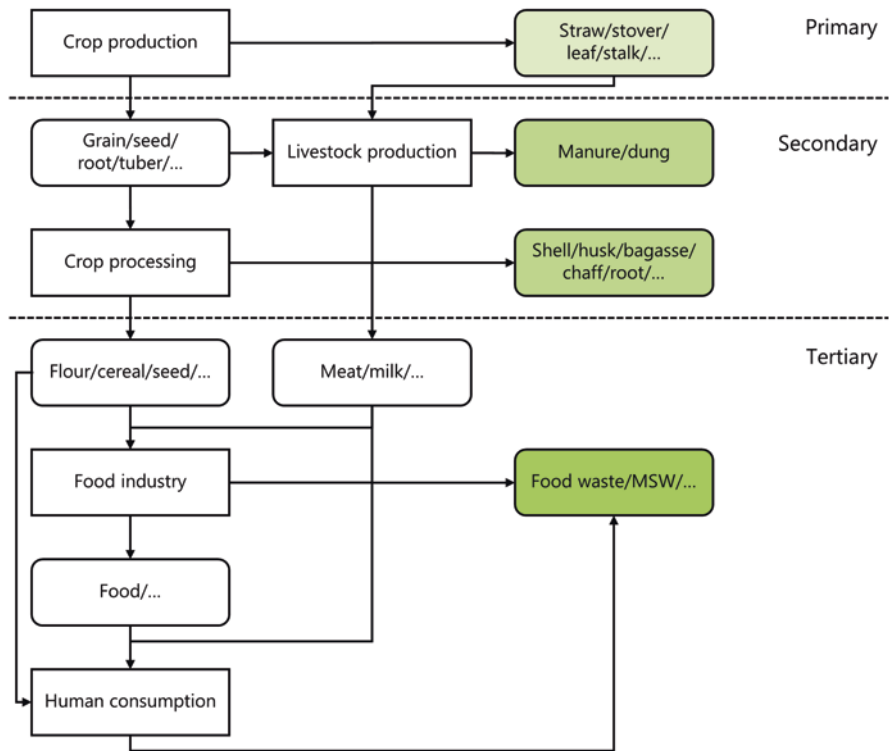 Crop production
Straw/stover/
leaf/stalk/...
Primary
Grain/seed/
root/tuber/...
Livestock production
Manure/dung
Secondary
Crop processing
Shell/husk/bagasse/
chaff/root/...
Flour/cereal/seed/...
Meat/milk/...
Tertiary
Food industry
Food waste/MSW/...
Food/...
Human consumption